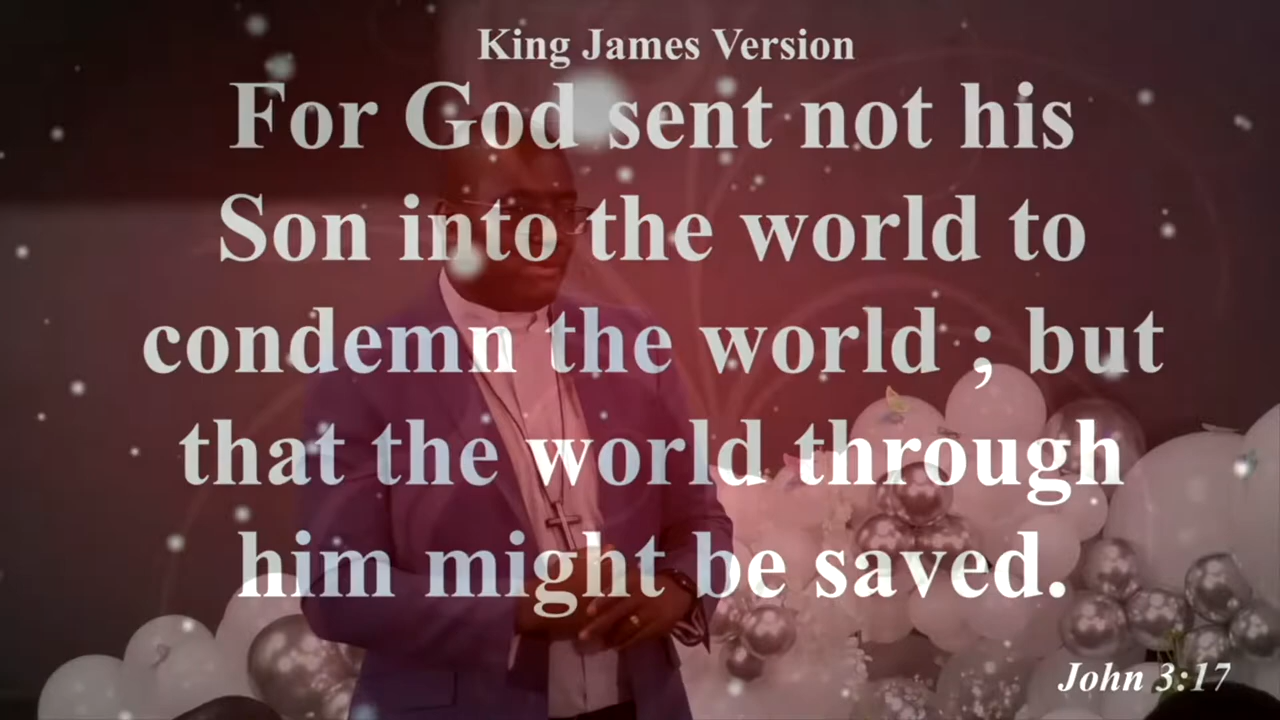 King James Version
For God sent not his
Son into the world to
condemn the world ; but
that the world through
him might be saved.
John 3:17